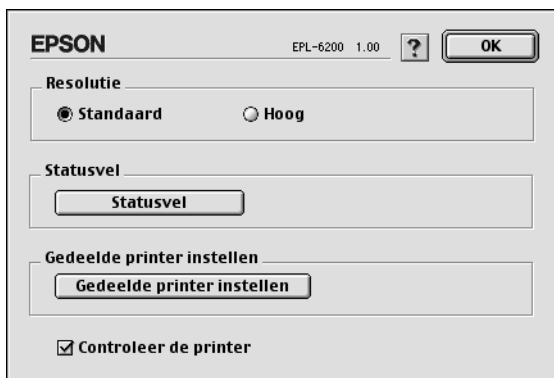 EPSON EPL-6200 1.00 ? OK
Resolutie
Standaard Hoog
Statusvel
Statusvel
Gedeelde printer instellen
Gedeelde printer instellen
Controleer de printer